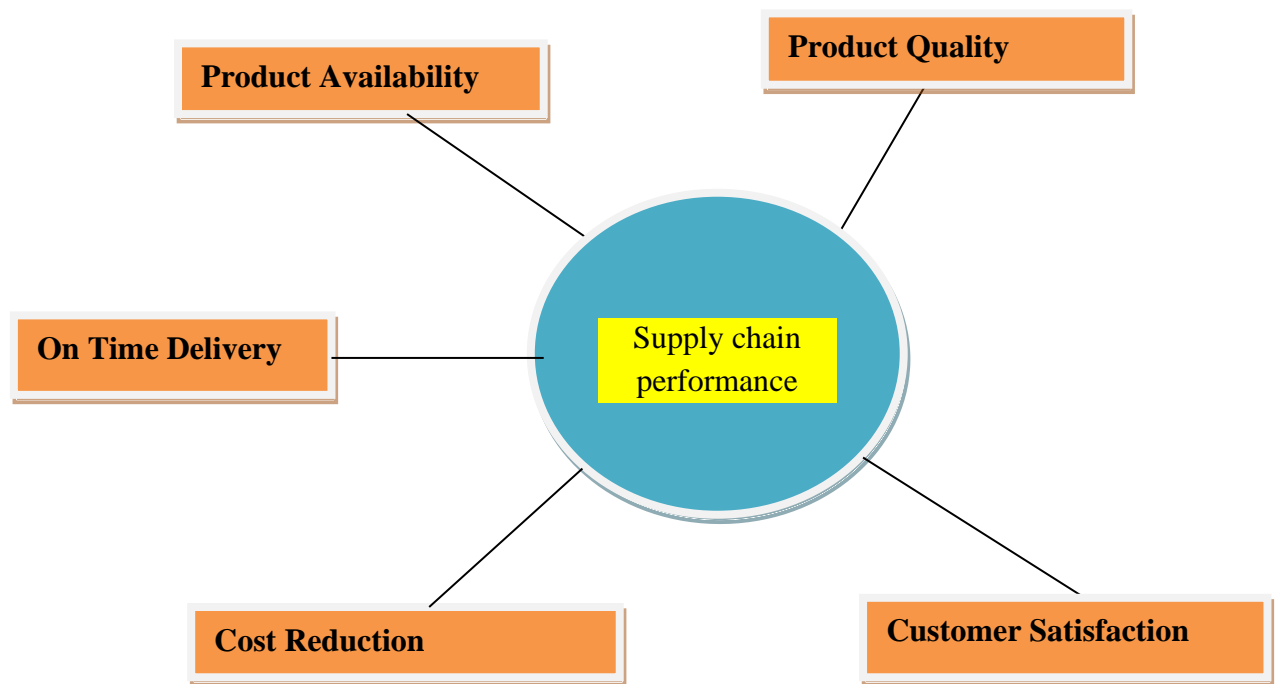 Product Quality
Product Availability
On Time Delivery
Supply chain
performance
Cost Reduction
Customer Satisfaction